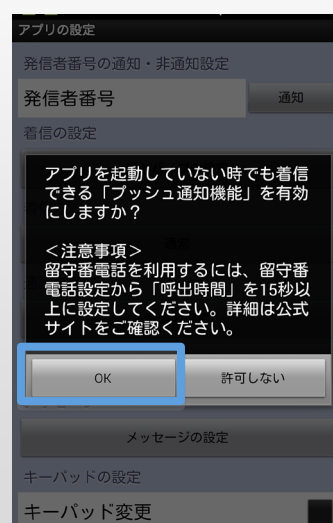 アプリの設定
発信者番号の通知・非通知設定
発信者番号
通知
着信の設定
アプリを起動していない時でも着信
できる「プッシュ通知機能」を有効
にしますか？
<注意事項>
留守番電話を利用するには、留守番
電話設定から「呼出時間」を15秒以
上に設定してください。詳細は公式
サイトをご確認ください。
OK
許可しない
メッセージの設定
キーパッドの設定
キーパッド変更